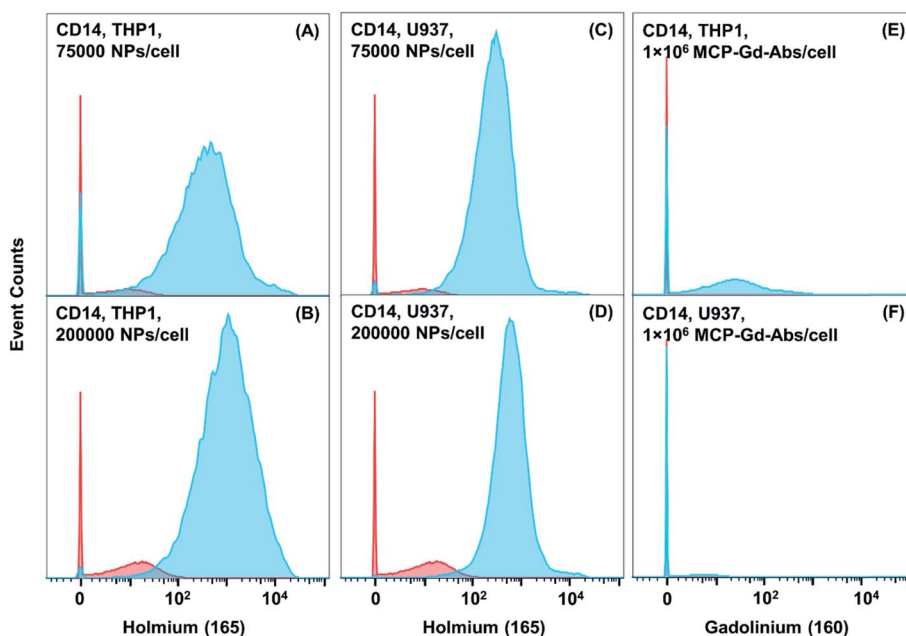 CD14, THP1,
75000 NPs/cell
(A)
CD14, U937,
75000 NPs/cell
(C)
CD14, THP1,
1×10⁶ MCP-Gd-Abs/cell
(E)
CD14, THP1,
200000 NPs/cell
(B)
CD14, U937,
200000 NPs/cell
(D)
CD14, U937,
1×10⁶ MCP-Gd-Abs/cell
(F)
Event Counts
0 10² 10⁴
0 10² 10⁴
0 10² 10⁴
Holmium (165)
Holmium (165)
Gadolinium (160)